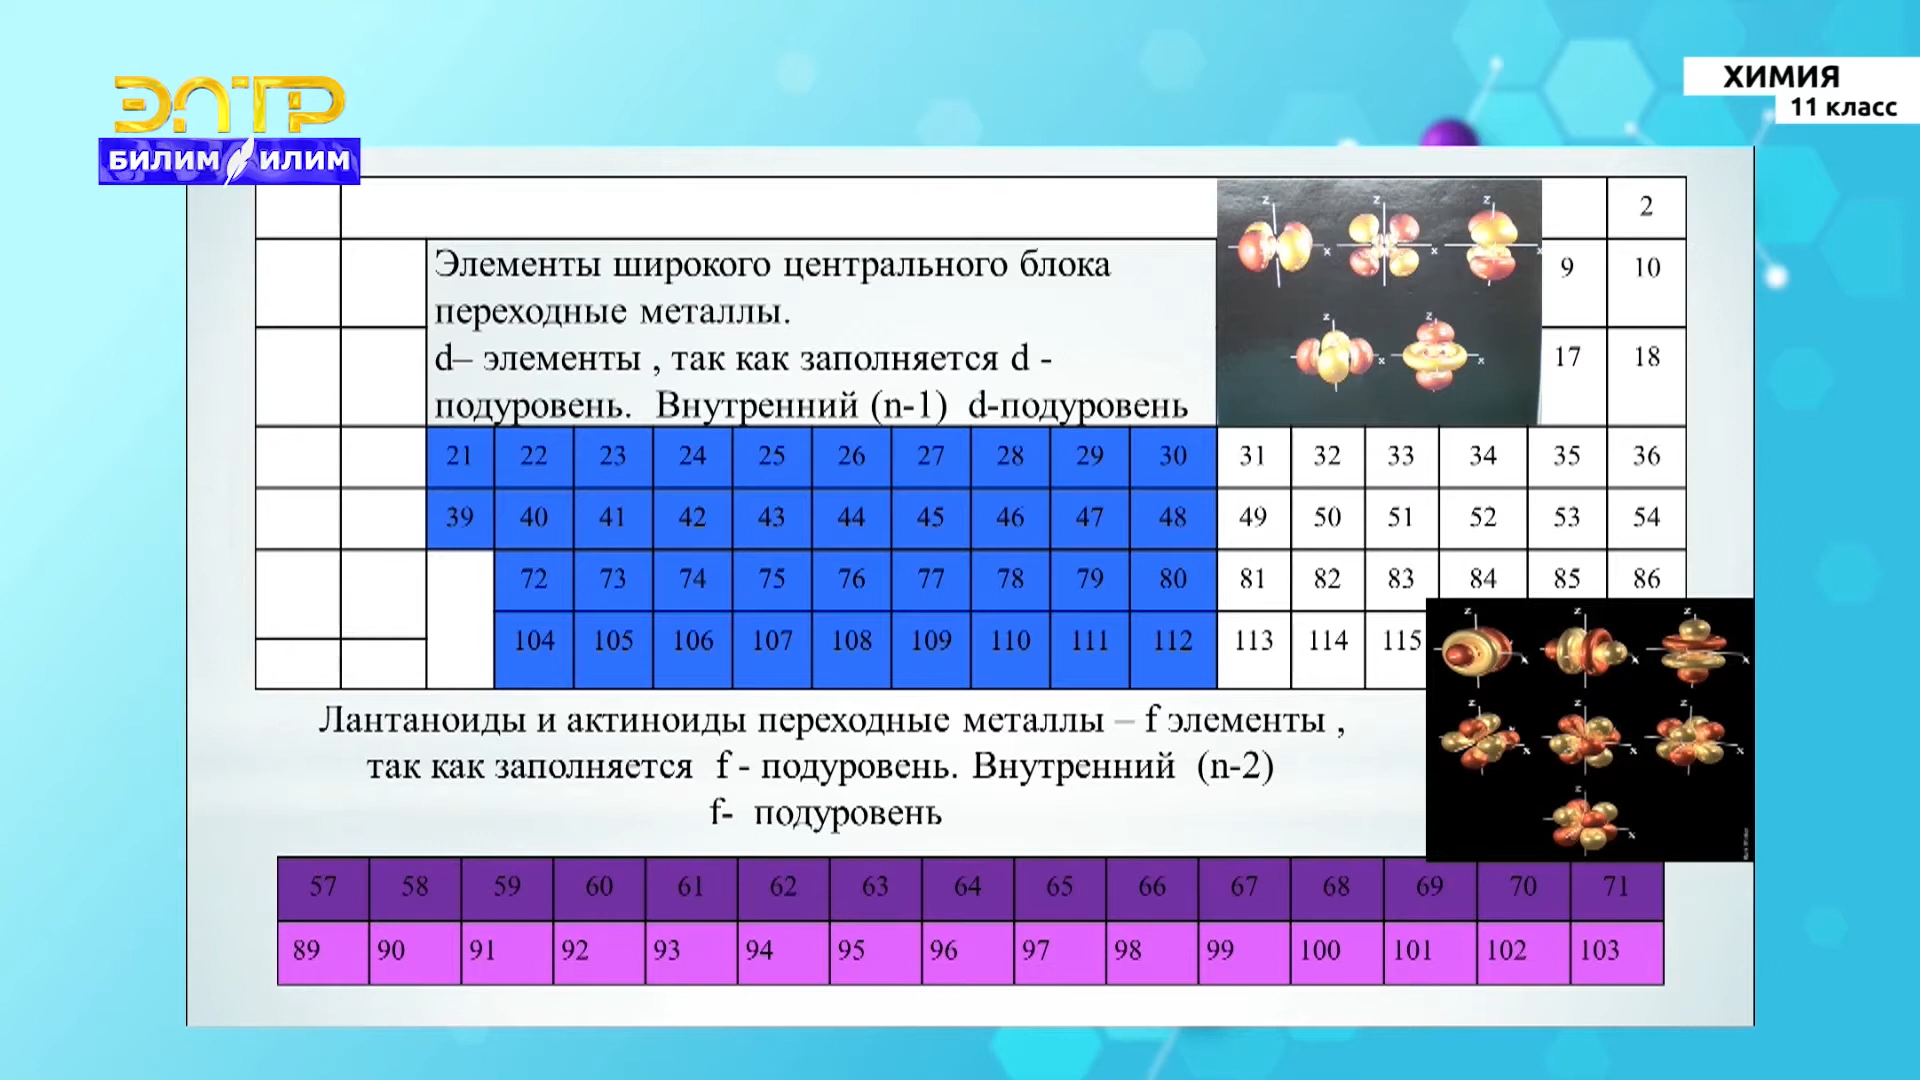 ЭЛТР
БИЛИМ ИЛИМ
ХИМИЯ
11 класс
2
Элементы широкого центрального блока
переходные металлы.
d– элементы , так как заполняется d -
подуровень. Внутренний (n-1) d-подуровень
z z z
x x x
z z
x x
9 10
17 18
21 22 23 24 25 26 27 28 29 30 31 32 33 34 35 36
39 40 41 42 43 44 45 46 47 48 49 50 51 52 53 54
72 73 74 75 76 77 78 79 80 81 82 83 84 85 86
104 105 106 107 108 109 110 111 112 113 114 115
z z z
x x x
z z z
x x x
z
x
Лантаноиды и актиноиды переходные металлы – f элементы ,
так как заполняется f - подуровень. Внутренний (n-2)
f- подуровень
57 58 59 60 61 62 63 64 65 66 67 68 69 70 71
89 90 91 92 93 94 95 96 97 98 99 100 101 102 103